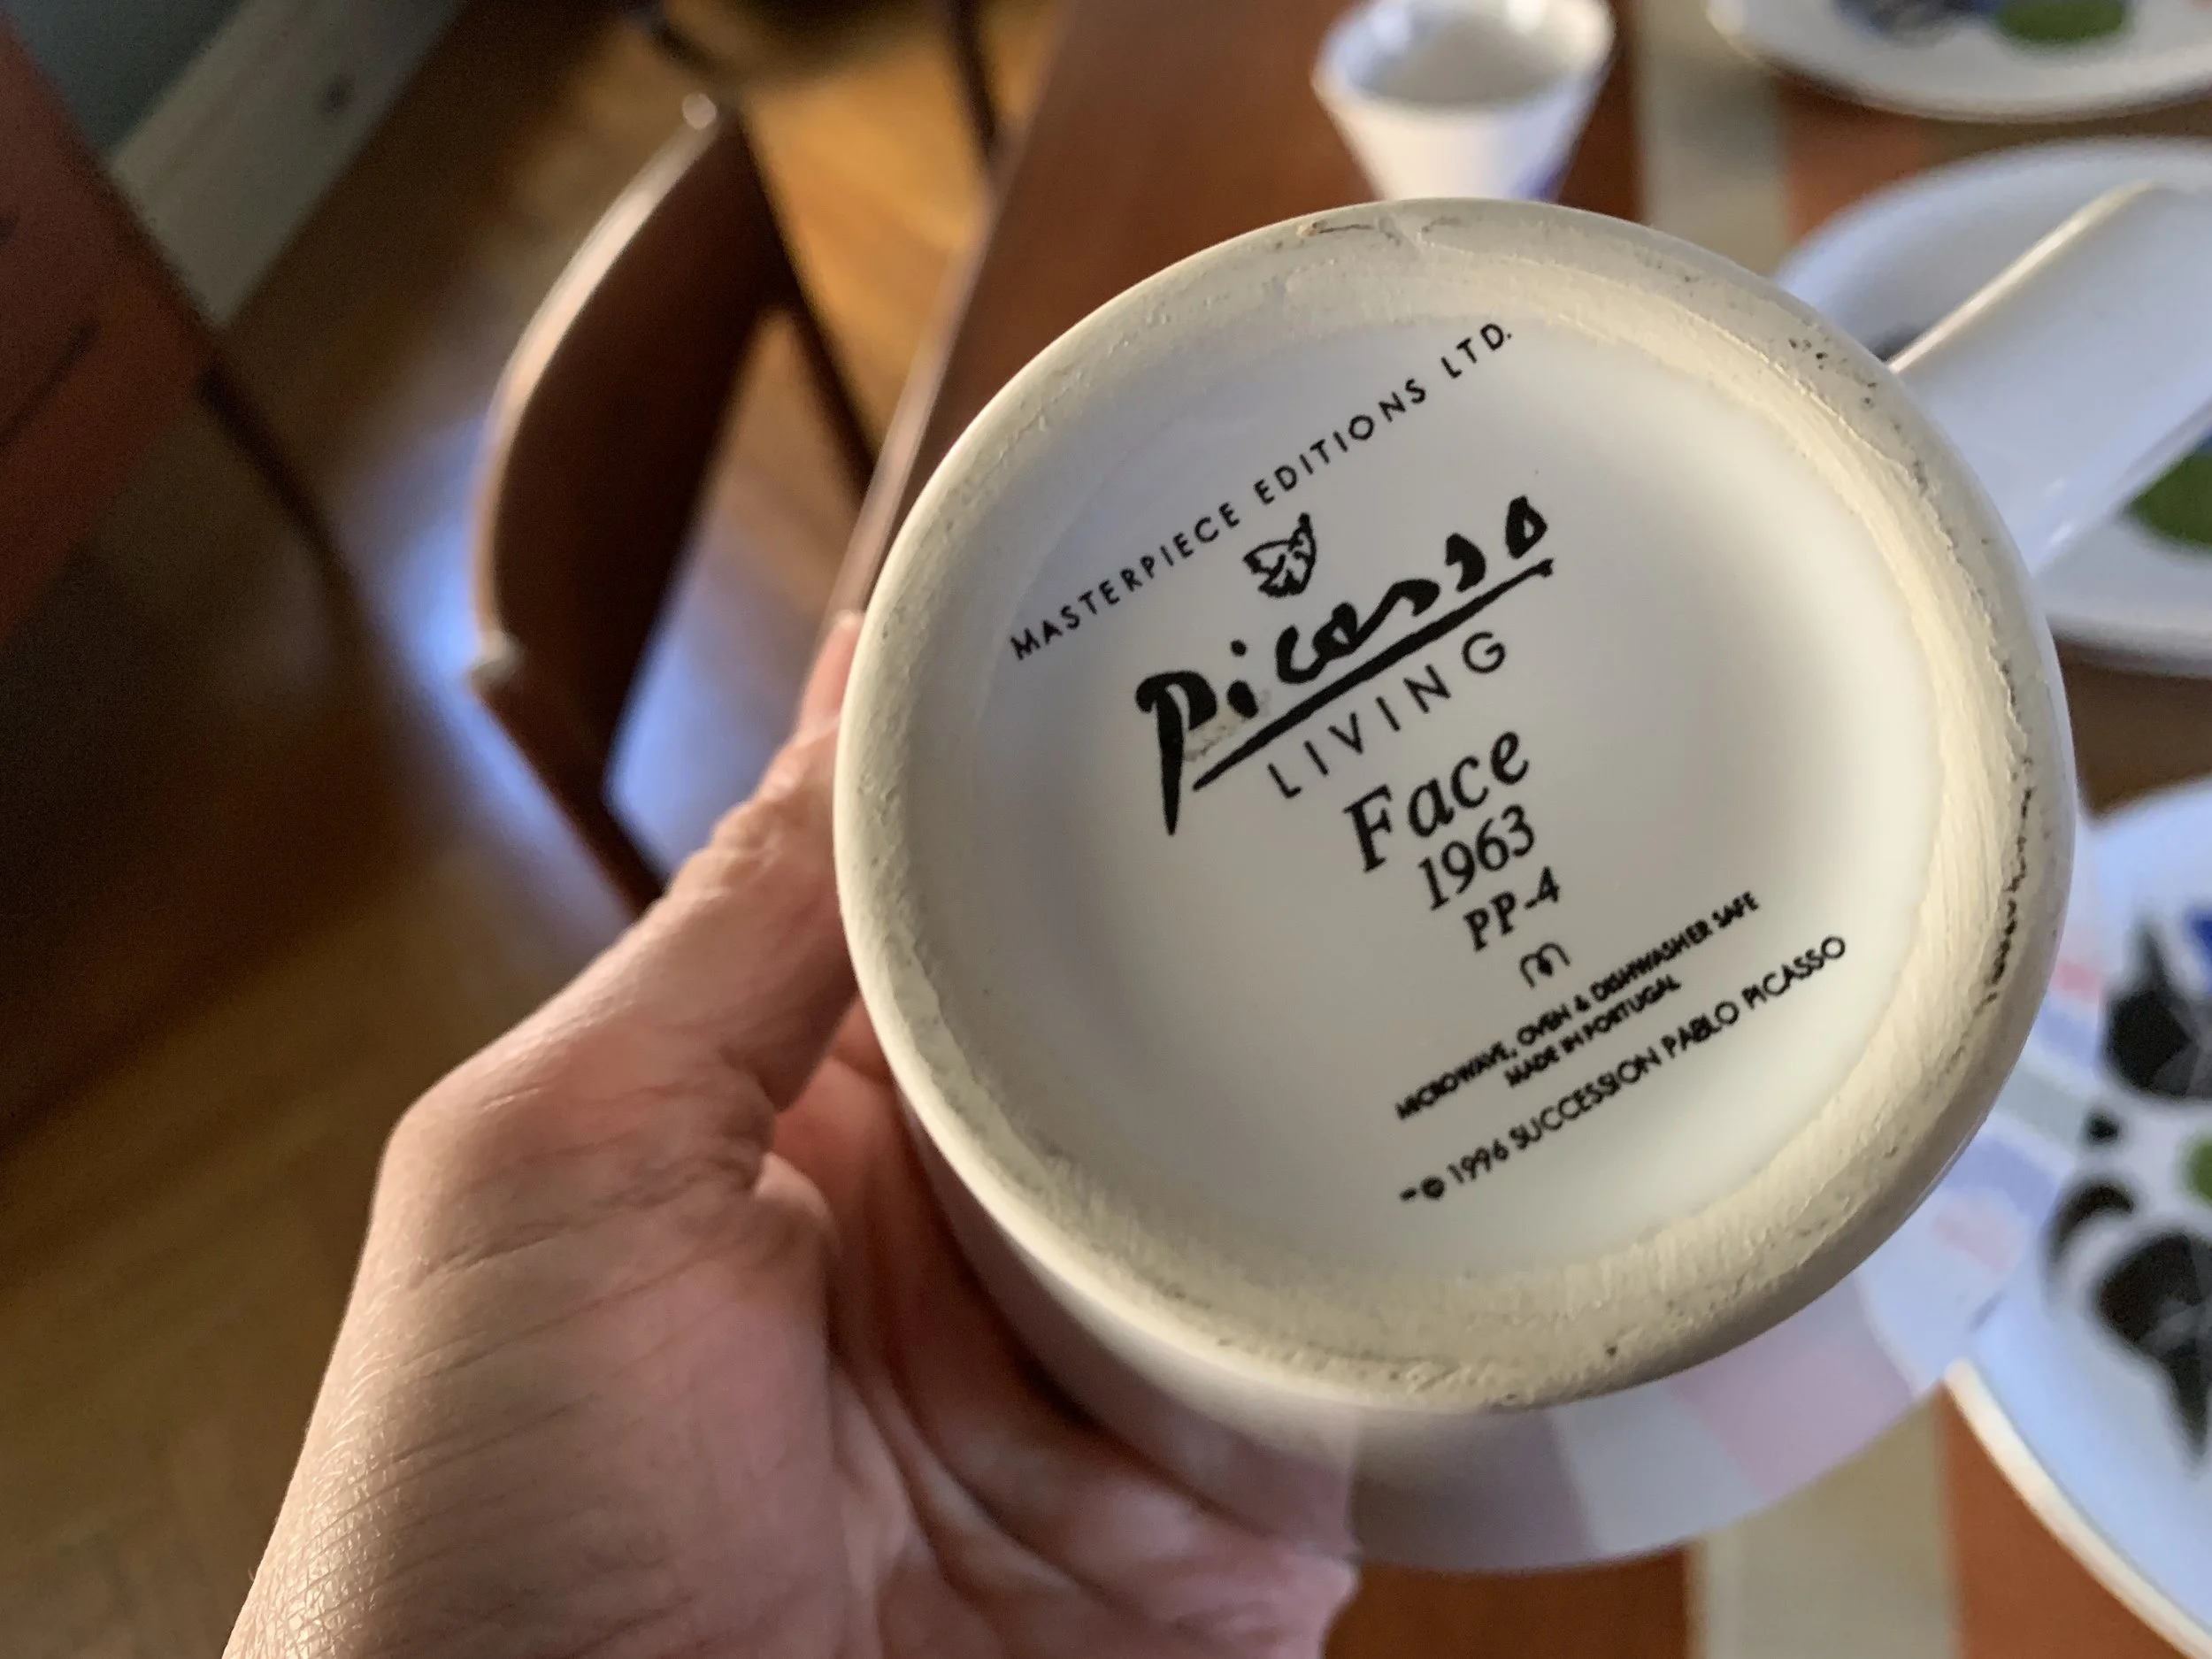 MASTERPIECE EDITIONS LTD.
Picasso
LIVING
Face
1963
PP-4
m
MICROWAVE, OVEN & DISHWASHER SAFE
MADE IN PORTUGAL
© 1996 SUCCESSION PABLO PICASSO